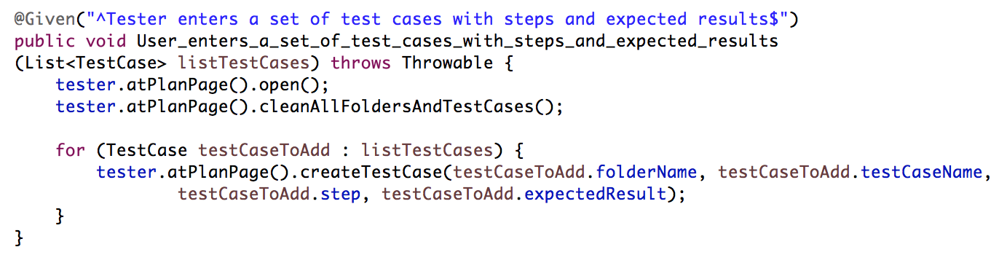 @Given("^Tester enters a set of test cases with steps and expected results$")
public void User_enters_a_set_of_test_cases_with_steps_and_expected_results
(List<TestCase> listTestCases) throws Throwable {
    tester.atPlanPage().open();
    tester.atPlanPage().cleanAllFoldersAndTestCases();

    for (TestCase testCaseToAdd : listTestCases) {
        tester.atPlanPage().createTestCase(testCaseToAdd.folderName, testCaseToAdd.testCaseName,
                testCaseToAdd.step, testCaseToAdd.expectedResult);
    }
}